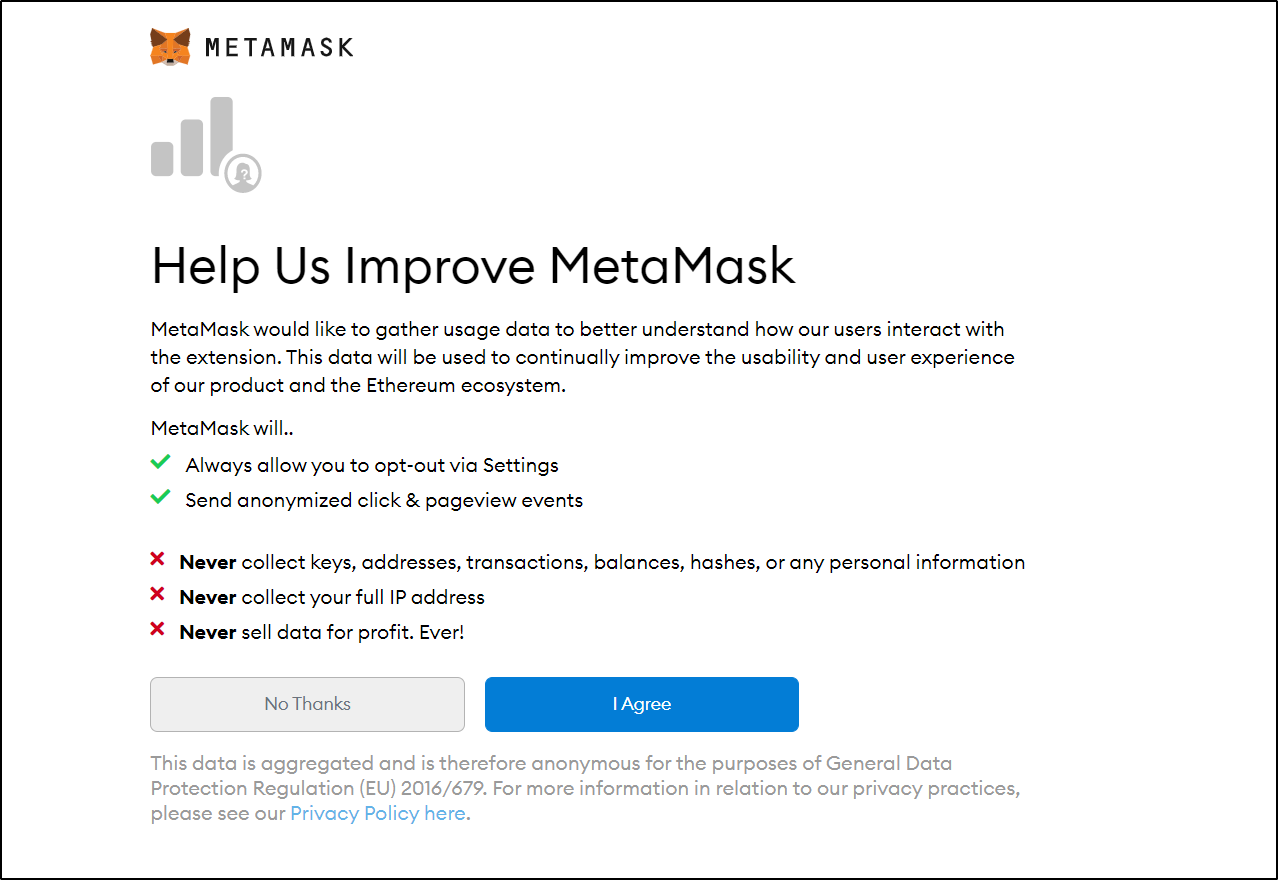 METAMASK
?
Help Us Improve MetaMask
MetaMask would like to gather usage data to better understand how our users interact with
the extension. This data will be used to continually improve the usability and user experience
of our product and the Ethereum ecosystem.
MetaMask will..
Always allow you to opt-out via Settings
Send anonymized click & pageview events
Never collect keys, addresses, transactions, balances, hashes, or any personal information
Never collect your full IP address
Never sell data for profit. Ever!
No Thanks
I Agree
This data is aggregated and is therefore anonymous for the purposes of General Data
Protection Regulation (EU) 2016/679. For more information in relation to our privacy practices,
please see our Privacy Policy here.